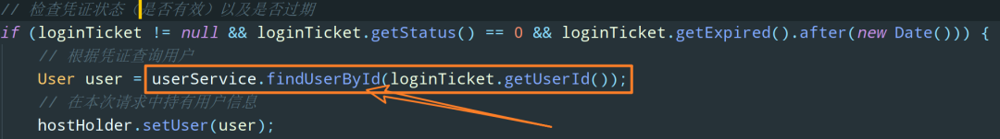 // 检查凭证状态（是否有效）以及是否过期
if (loginTicket != null && loginTicket.getStatus() == 0 && loginTicket.getExpired().after(new Date())) {
// 根据凭证查询用户
User user = userService.findUserById(loginTicket.getUserId());
// 在本次请求中持有用户信息
hostHolder.setUser(user);